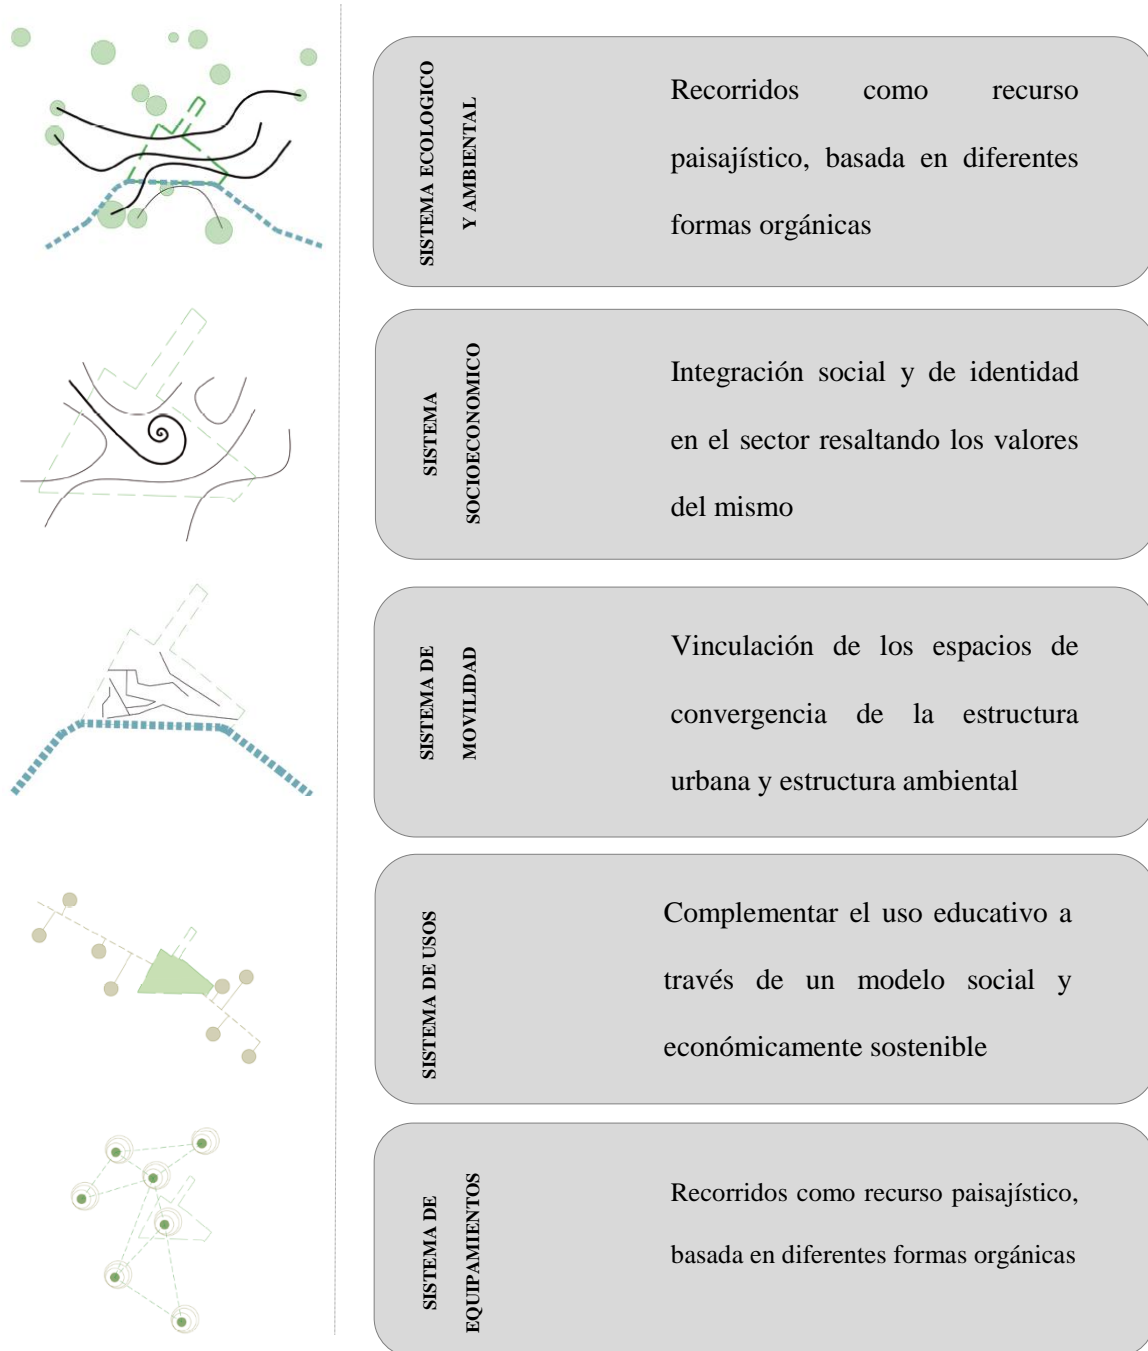 SISTEMA ECOLOGICO
Y AMBIENTAL
Recorridos como recurso
paisajístico, basada en diferentes
formas orgánicas
SISTEMA
SOCIOECONOMICO
Integración social y de identidad
en el sector resaltando los valores
del mismo
SISTEMA DE
MOVILIDAD
Vinculación de los espacios de
convergencia de la estructura
urbana y estructura ambiental
SISTEMA DE USOS
Complementar el uso educativo a
través de un modelo social y
económicamente sostenible
SISTEMA DE
EQUIPAMIENTOS
Recorridos como recurso paisajístico,
basada en diferentes formas orgánicas